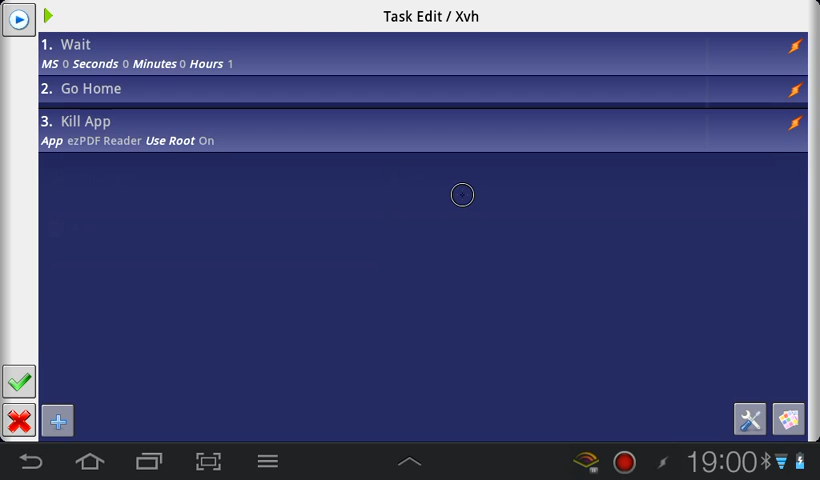 Task Edit / Xvh
1. Wait
MS 0 Seconds 0 Minutes 0 Hours 1
2. Go Home
3. Kill App
App ezPDF Reader Use Root On
19:00